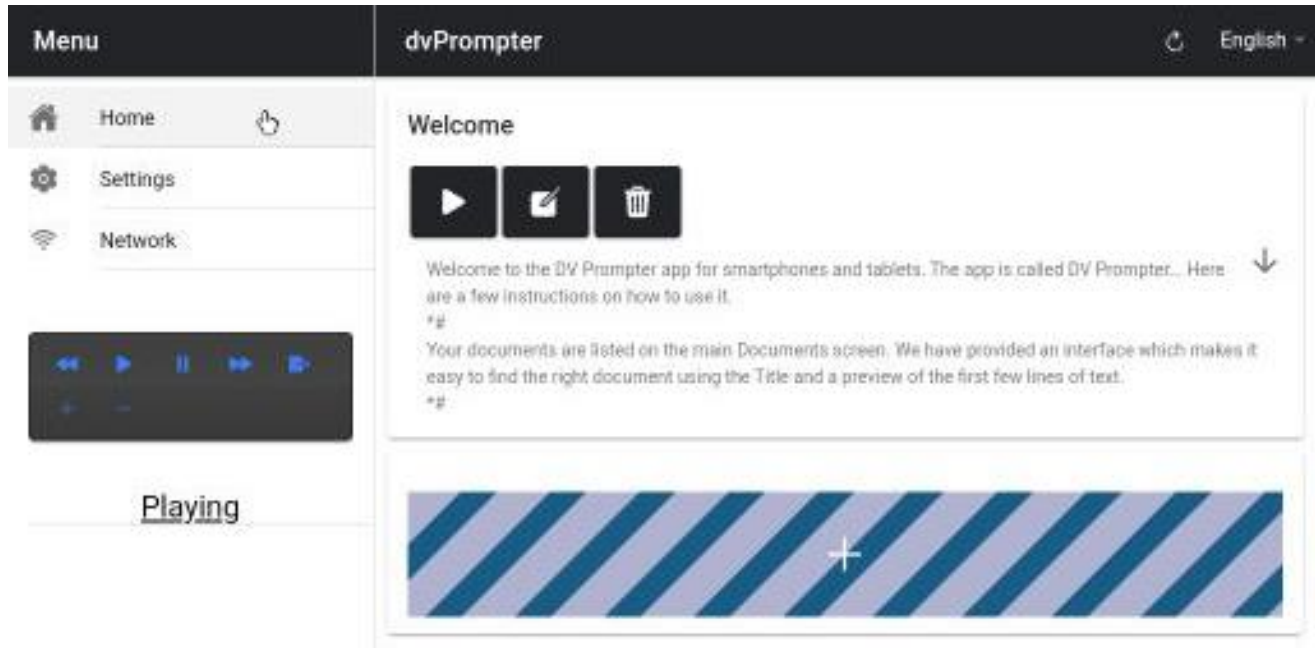 Menu
dvPrompter
English
Home
Settings
Network
Playing
Welcome
Welcome to the DV Prompter app for smartphones and tablets. The app is called DV Prompter... Here
are a few instructions on how to use it.
*#
Your documents are listed on the main Documents screen. We have provided an interface which makes it
easy to find the right document using the Title and a preview of the first few lines of text.
*#